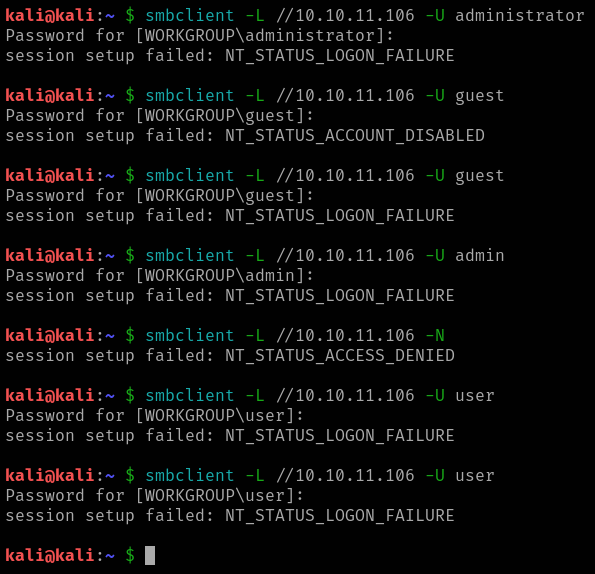 kali@kali:~ $ smbclient -L //10.10.11.106 -U administrator
Password for [WORKGROUP\administrator]:
session setup failed: NT_STATUS_LOGON_FAILURE
kali@kali:~ $ smbclient -L //10.10.11.106 -U guest
Password for [WORKGROUP\guest]:
session setup failed: NT_STATUS_ACCOUNT_DISABLED
kali@kali:~ $ smbclient -L //10.10.11.106 -U guest
Password for [WORKGROUP\guest]:
session setup failed: NT_STATUS_LOGON_FAILURE
kali@kali:~ $ smbclient -L //10.10.11.106 -U admin
Password for [WORKGROUP\admin]:
session setup failed: NT_STATUS_LOGON_FAILURE
kali@kali:~ $ smbclient -L //10.10.11.106 -N
session setup failed: NT_STATUS_ACCESS_DENIED
kali@kali:~ $ smbclient -L //10.10.11.106 -U user
Password for [WORKGROUP\user]:
session setup failed: NT_STATUS_LOGON_FAILURE
kali@kali:~ $ smbclient -L //10.10.11.106 -U user
Password for [WORKGROUP\user]:
session setup failed: NT_STATUS_LOGON_FAILURE
kali@kali:~ $